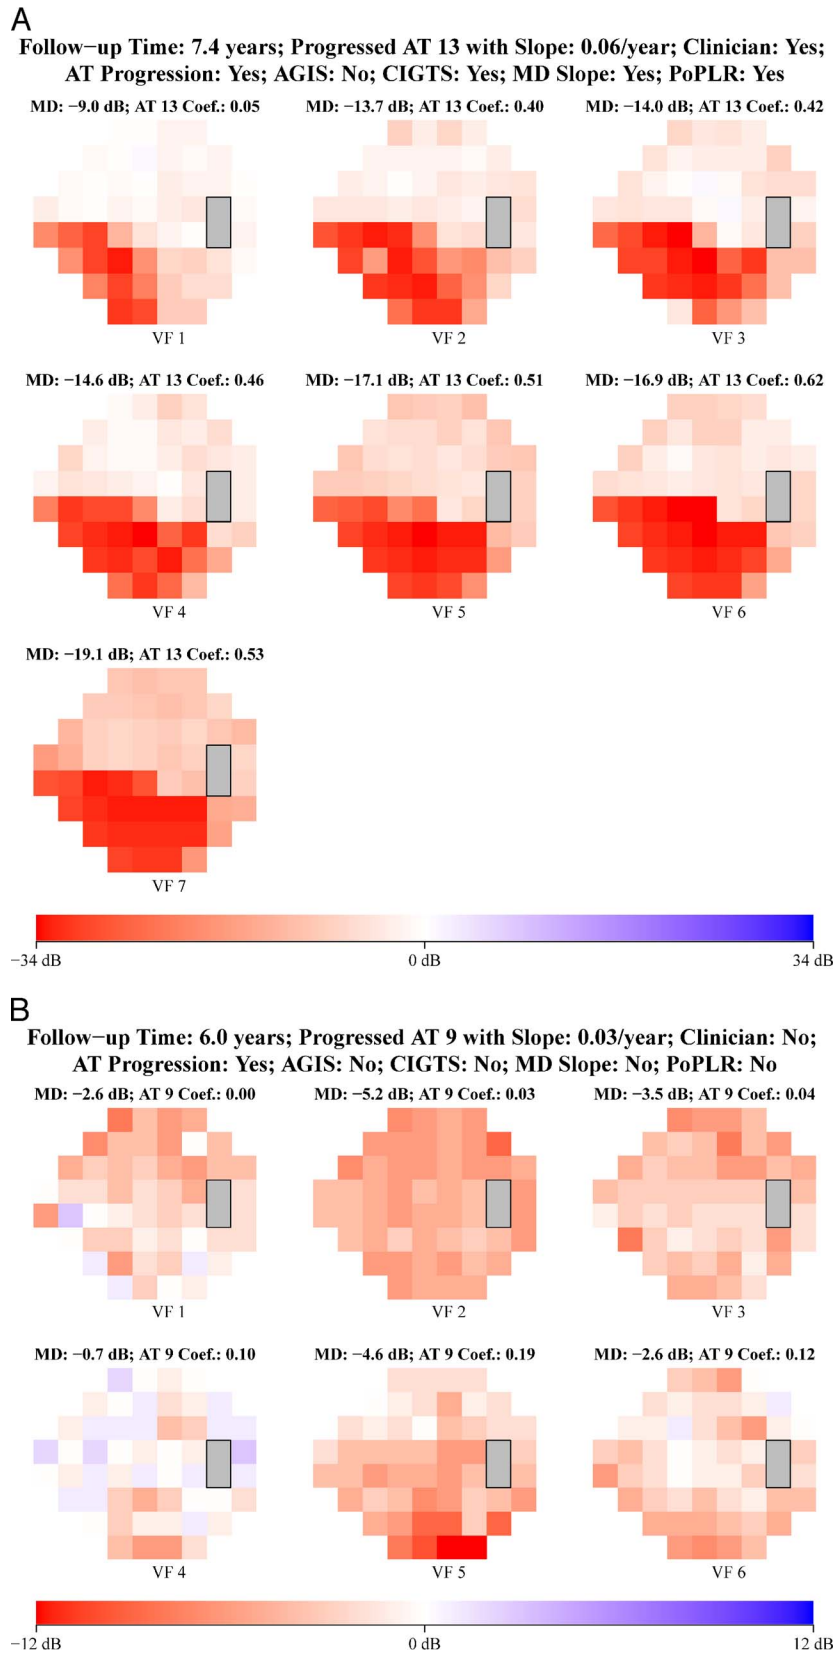 A
Follow−up Time: 7.4 years; Progressed AT 13 with Slope: 0.06/year; Clinician: Yes;
AT Progression: Yes; AGIS: No; CIGTS: Yes; MD Slope: Yes; PoPLR: Yes
MD: −9.0 dB; AT 13 Coef.: 0.05
MD: −13.7 dB; AT 13 Coef.: 0.40
MD: −14.0 dB; AT 13 Coef.: 0.42
VF 1
VF 2
VF 3
MD: −14.6 dB; AT 13 Coef.: 0.46
MD: −17.1 dB; AT 13 Coef.: 0.51
MD: −16.9 dB; AT 13 Coef.: 0.62
VF 4
VF 5
VF 6
MD: −19.1 dB; AT 13 Coef.: 0.53
VF 7
−34 dB
0 dB
34 dB
B
Follow−up Time: 6.0 years; Progressed AT 9 with Slope: 0.03/year; Clinician: No;
AT Progression: Yes; AGIS: No; CIGTS: No; MD Slope: No; PoPLR: No
MD: −2.6 dB; AT 9 Coef.: 0.00
MD: −5.2 dB; AT 9 Coef.: 0.03
MD: −3.5 dB; AT 9 Coef.: 0.04
VF 1
VF 2
VF 3
MD: −0.7 dB; AT 9 Coef.: 0.10
MD: −4.6 dB; AT 9 Coef.: 0.19
MD: −2.6 dB; AT 9 Coef.: 0.12
VF 4
VF 5
VF 6
−12 dB
0 dB
12 dB